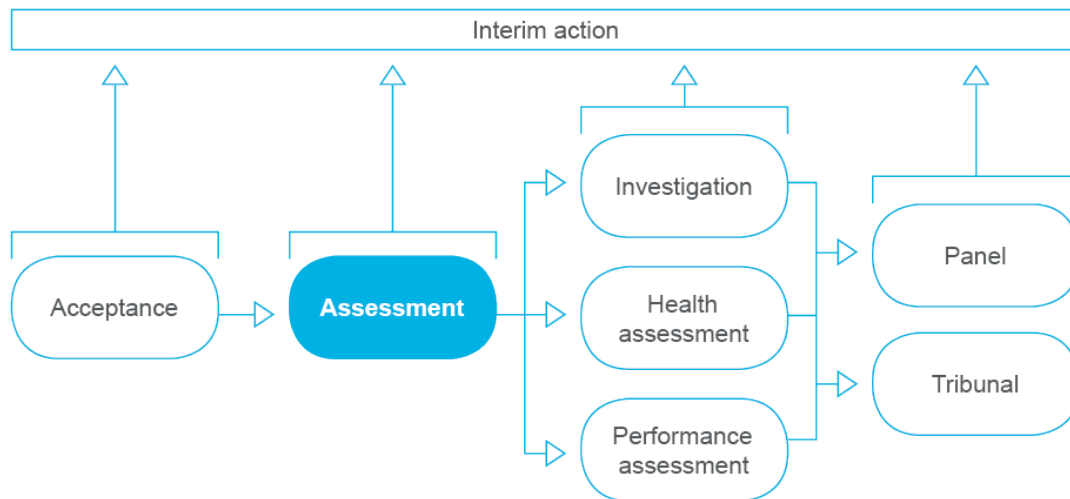 Interim action
Acceptance
Assessment
Investigation
Health
assessment
Performance
assessment
Panel
Tribunal